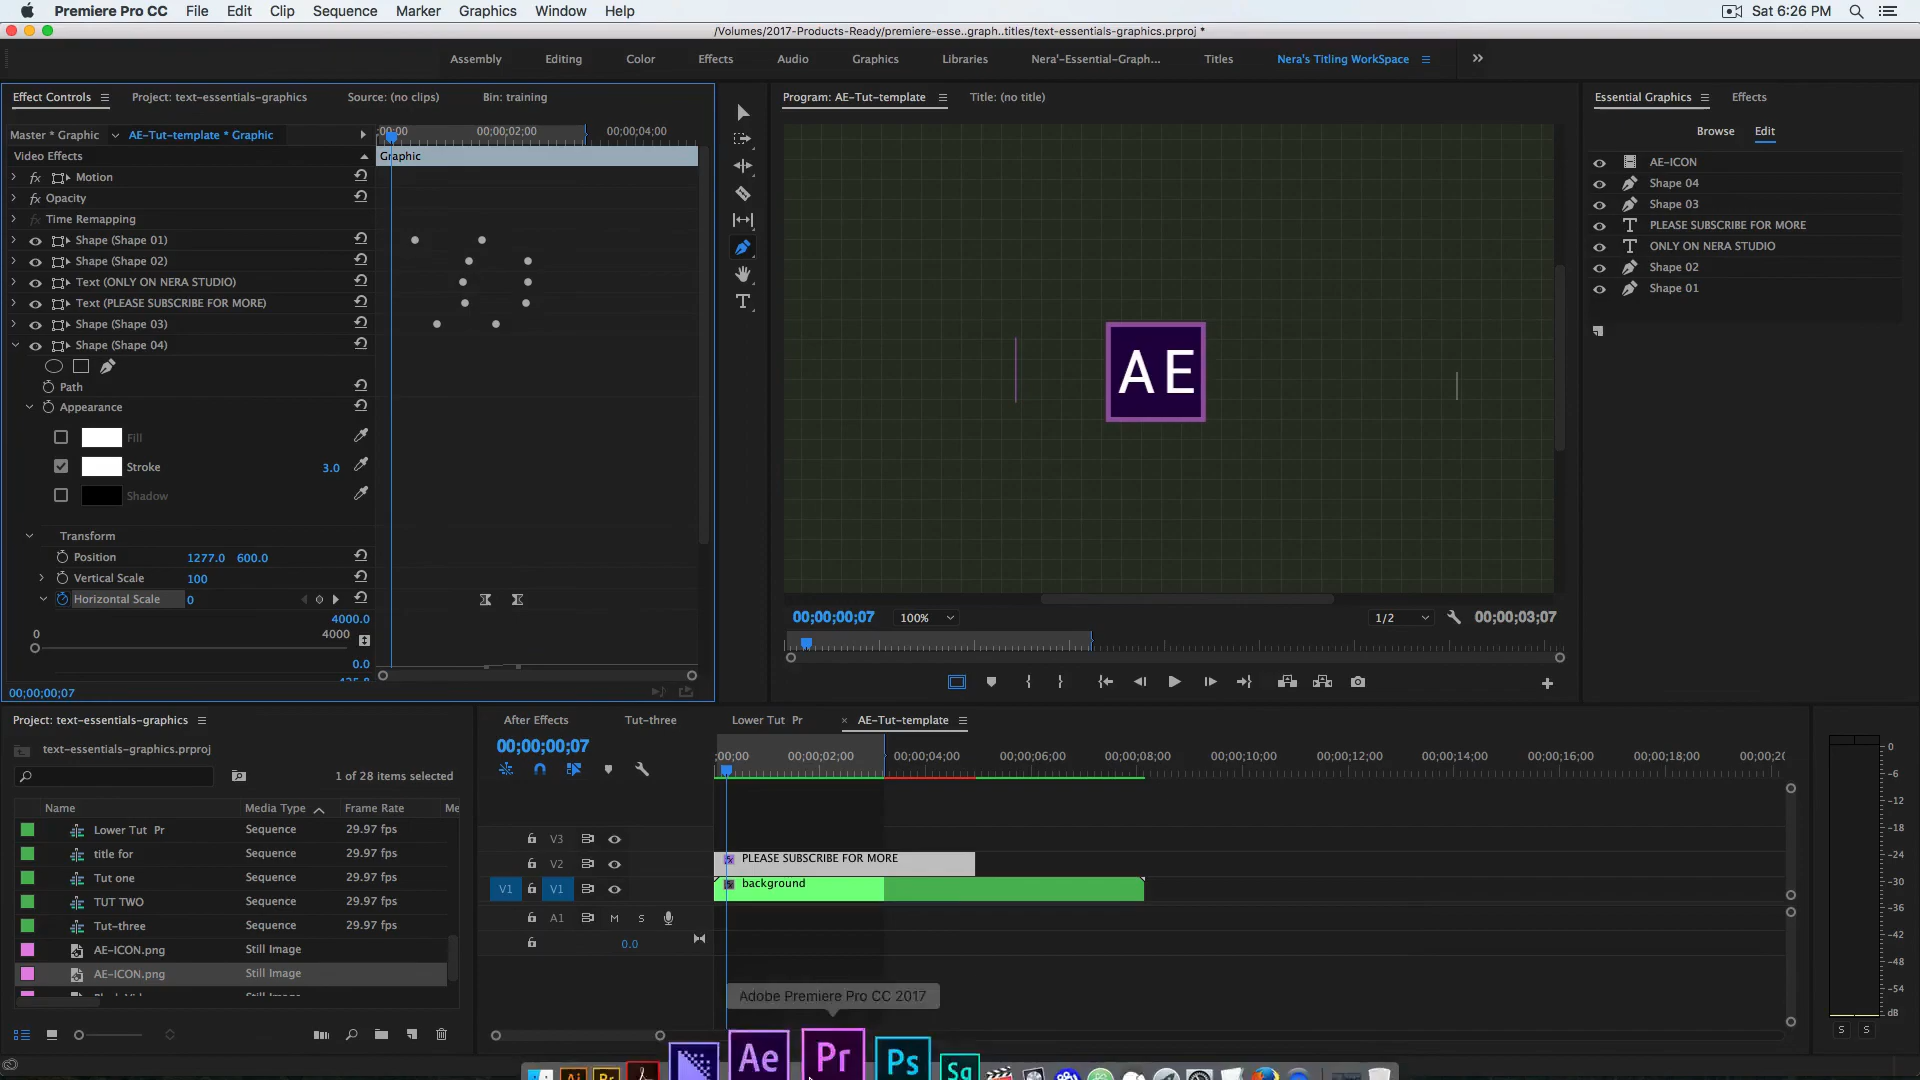 Premiere Pro CC File Edit Clip Sequence Marker Graphics Window Help Sat 6:26 PM
/Volumes/2017-Products-Ready/premiere-esse..graph..titles/text-essentials-graphics.prproj *
Assembly Editing Color Effects Audio Graphics Libraries Nera'-Essential-Graph... Titles Nera's Titling WorkSpace
Effect Controls Project: text-essentials-graphics Source: (no clips) Bin: training
Master * Graphic AE-Tut-template * Graphic
;00;00 00;00;02;00 00;00;04;00
Video Effects
Graphic
fx Motion
fx Opacity
fx Time Remapping
Shape (Shape 01)
Shape (Shape 02)
Text (ONLY ON NERA STUDIO)
Text (PLEASE SUBSCRIBE FOR MORE)
Shape (Shape 03)
Shape (Shape 04)
Path
Appearance
Fill
Stroke 3.0
Shadow
Transform
Position 1277.0 600.0
Vertical Scale 100
Horizontal Scale 0
4000.0
0 4000
0.0
00;00;00;07
Program: AE-Tut-template Title: (no title)
AE
00;00;00;07 100% 1/2 00;00;03;07
Essential Graphics Effects
Browse Edit
AE-ICON
Shape 04
Shape 03
PLEASE SUBSCRIBE FOR MORE
ONLY ON NERA STUDIO
Shape 02
Shape 01
Project: text-essentials-graphics
text-essentials-graphics.prproj
1 of 28 items selected
Name Media Type Frame Rate Me
Lower Tut Pr Sequence 29.97 fps
title for Sequence 29.97 fps
Tut one Sequence 29.97 fps
TUT TWO Sequence 29.97 fps
Tut-three Sequence 29.97 fps
AE-ICON.png Still Image
AE-ICON.png Still Image
After Effects Tut-three Lower Tut Pr × AE-Tut-template
00;00;00;07
;00;00 00;00;02;00 00;00;04;00 00;00;06;00 00;00;08;00 00;00;10;00 00;00;12;00 00;00;14;00 00;00;16;00 00;00;18;00 00;00;20
V3
V2 PLEASE SUBSCRIBE FOR MORE
V1 V1 background
A1 M S
0.0
0
-6
-12
-18
-24
-30
-36
-42
-48
-54
dB
S S
Adobe Premiere Pro CC 2017
Ai Br Ae Pr Ps Sg